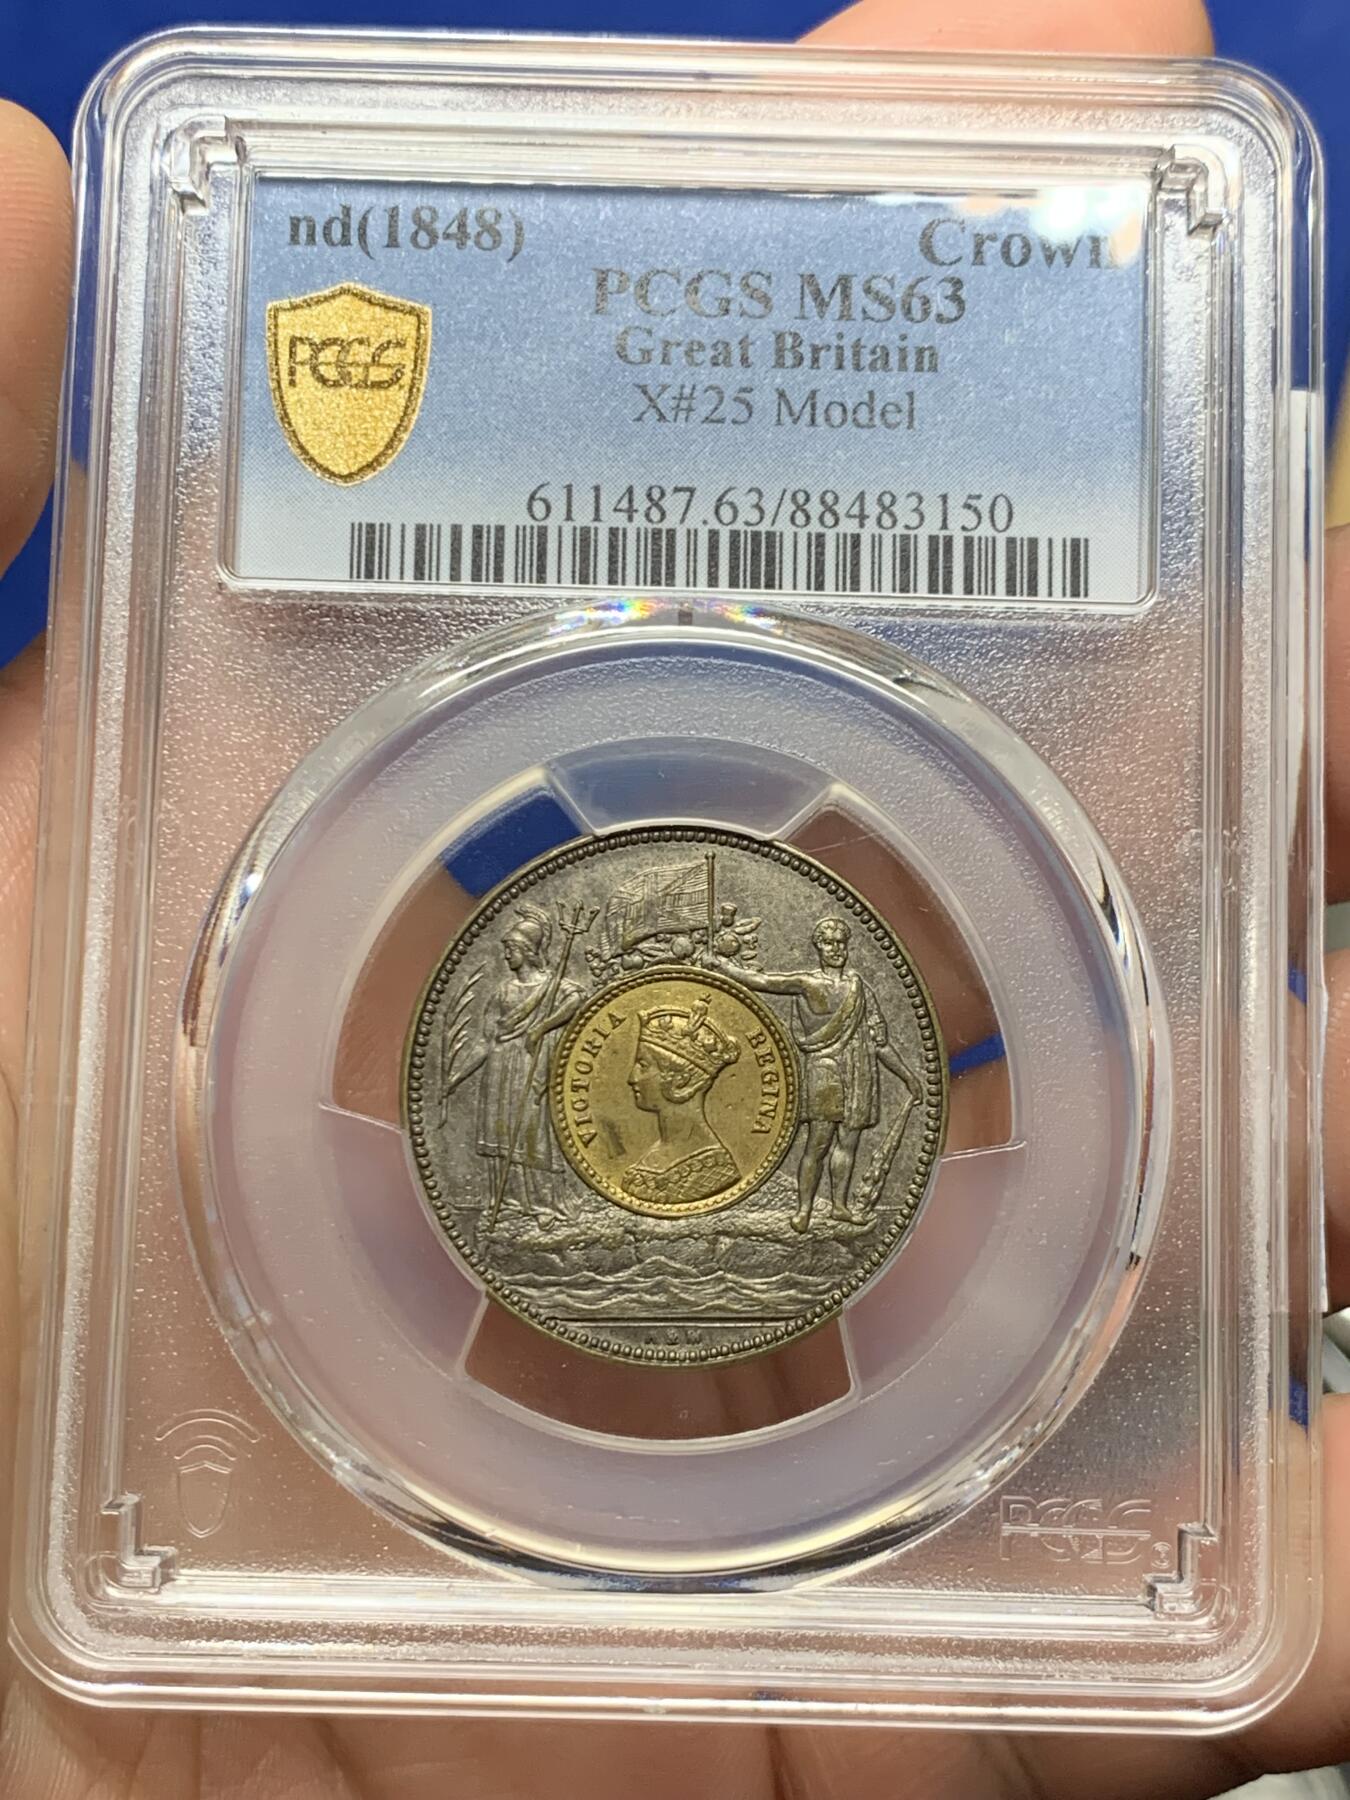 nd(1848) Crown
PCGS MS63
Great Britain
X#25 Model
PCGS
611487.63/88483150
VICTORIA REGINA
PCGS